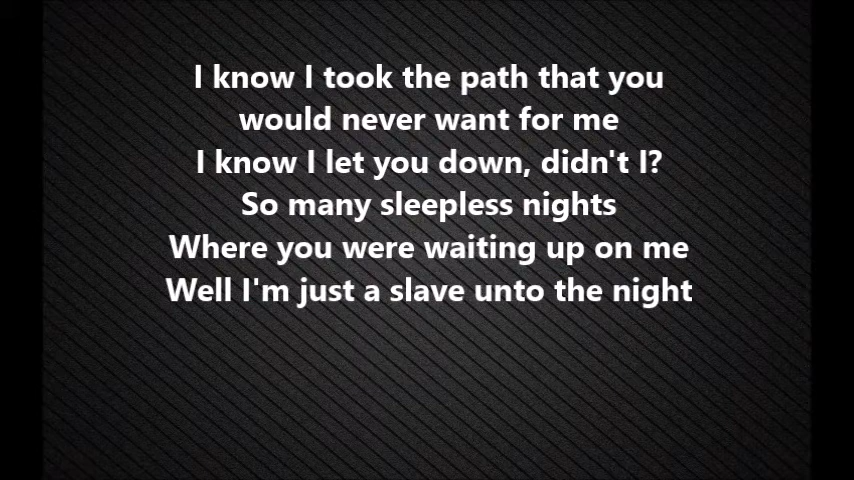 I know I took the path that you
would never want for me
I know I let you down, didn't I?
So many sleepless nights
Where you were waiting up on me
Well I'm just a slave unto the night